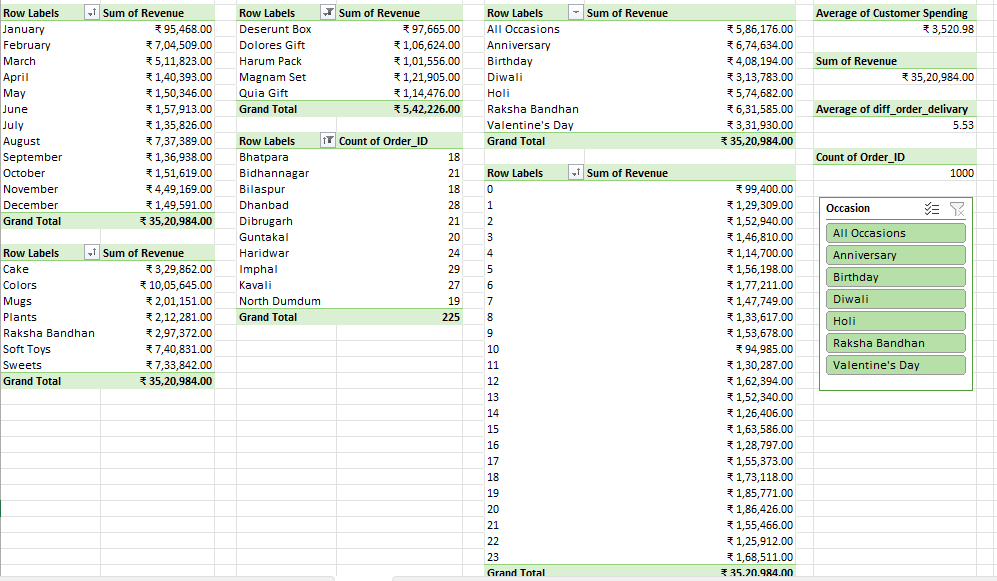 Row Labels Sum of Revenue
January ₹ 95,468.00
February ₹ 7,04,509.00
March ₹ 5,11,823.00
April ₹ 1,40,393.00
May ₹ 1,50,346.00
June ₹ 1,57,913.00
July ₹ 1,35,826.00
August ₹ 7,37,389.00
September ₹ 1,36,938.00
October ₹ 1,51,619.00
November ₹ 4,49,169.00
December ₹ 1,49,591.00
Grand Total ₹ 35,20,984.00
Row Labels Sum of Revenue
Cake ₹ 3,29,862.00
Colors ₹ 10,05,645.00
Mugs ₹ 2,01,151.00
Plants ₹ 2,12,281.00
Raksha Bandhan ₹ 2,97,372.00
Soft Toys ₹ 7,40,831.00
Sweets ₹ 7,33,842.00
Grand Total ₹ 35,20,984.00
Row Labels Sum of Revenue
Deserunt Box ₹ 97,665.00
Dolores Gift ₹ 1,06,624.00
Harum Pack ₹ 1,01,556.00
Magnam Set ₹ 1,21,905.00
Quia Gift ₹ 1,14,476.00
Grand Total ₹ 5,42,226.00
Row Labels Count of Order_ID
Bhatpara 18
Bidhannagar 21
Bilaspur 18
Dhanbad 28
Dibrugarh 21
Guntakal 20
Haridwar 24
Imphal 29
Kavali 27
North Dumdum 19
Grand Total 225
Row Labels Sum of Revenue
All Occasions ₹ 5,86,176.00
Anniversary ₹ 6,74,634.00
Birthday ₹ 4,08,194.00
Diwali ₹ 3,13,783.00
Holi ₹ 5,74,682.00
Raksha Bandhan ₹ 6,31,585.00
Valentine's Day ₹ 3,31,930.00
Grand Total ₹ 35,20,984.00
Row Labels Sum of Revenue
0 ₹ 99,400.00
1 ₹ 1,29,309.00
2 ₹ 1,52,940.00
3 ₹ 1,46,810.00
4 ₹ 1,14,700.00
5 ₹ 1,56,198.00
6 ₹ 1,77,211.00
7 ₹ 1,47,749.00
8 ₹ 1,33,617.00
9 ₹ 1,53,678.00
10 ₹ 94,985.00
11 ₹ 1,30,287.00
12 ₹ 1,62,394.00
13 ₹ 1,52,340.00
14 ₹ 1,26,406.00
15 ₹ 1,63,586.00
16 ₹ 1,28,797.00
17 ₹ 1,55,373.00
18 ₹ 1,73,118.00
19 ₹ 1,85,771.00
20 ₹ 1,86,426.00
21 ₹ 1,55,466.00
22 ₹ 1,25,912.00
23 ₹ 1,68,511.00
Grand Total ₹ 35,20,984.00
Average of Customer Spending
₹ 3,520.98
Sum of Revenue
₹ 35,20,984.00
Average of diff_order_delivary
5.53
Count of Order_ID
1000
Occasion
All Occasions
Anniversary
Birthday
Diwali
Holi
Raksha Bandhan
Valentine's Day